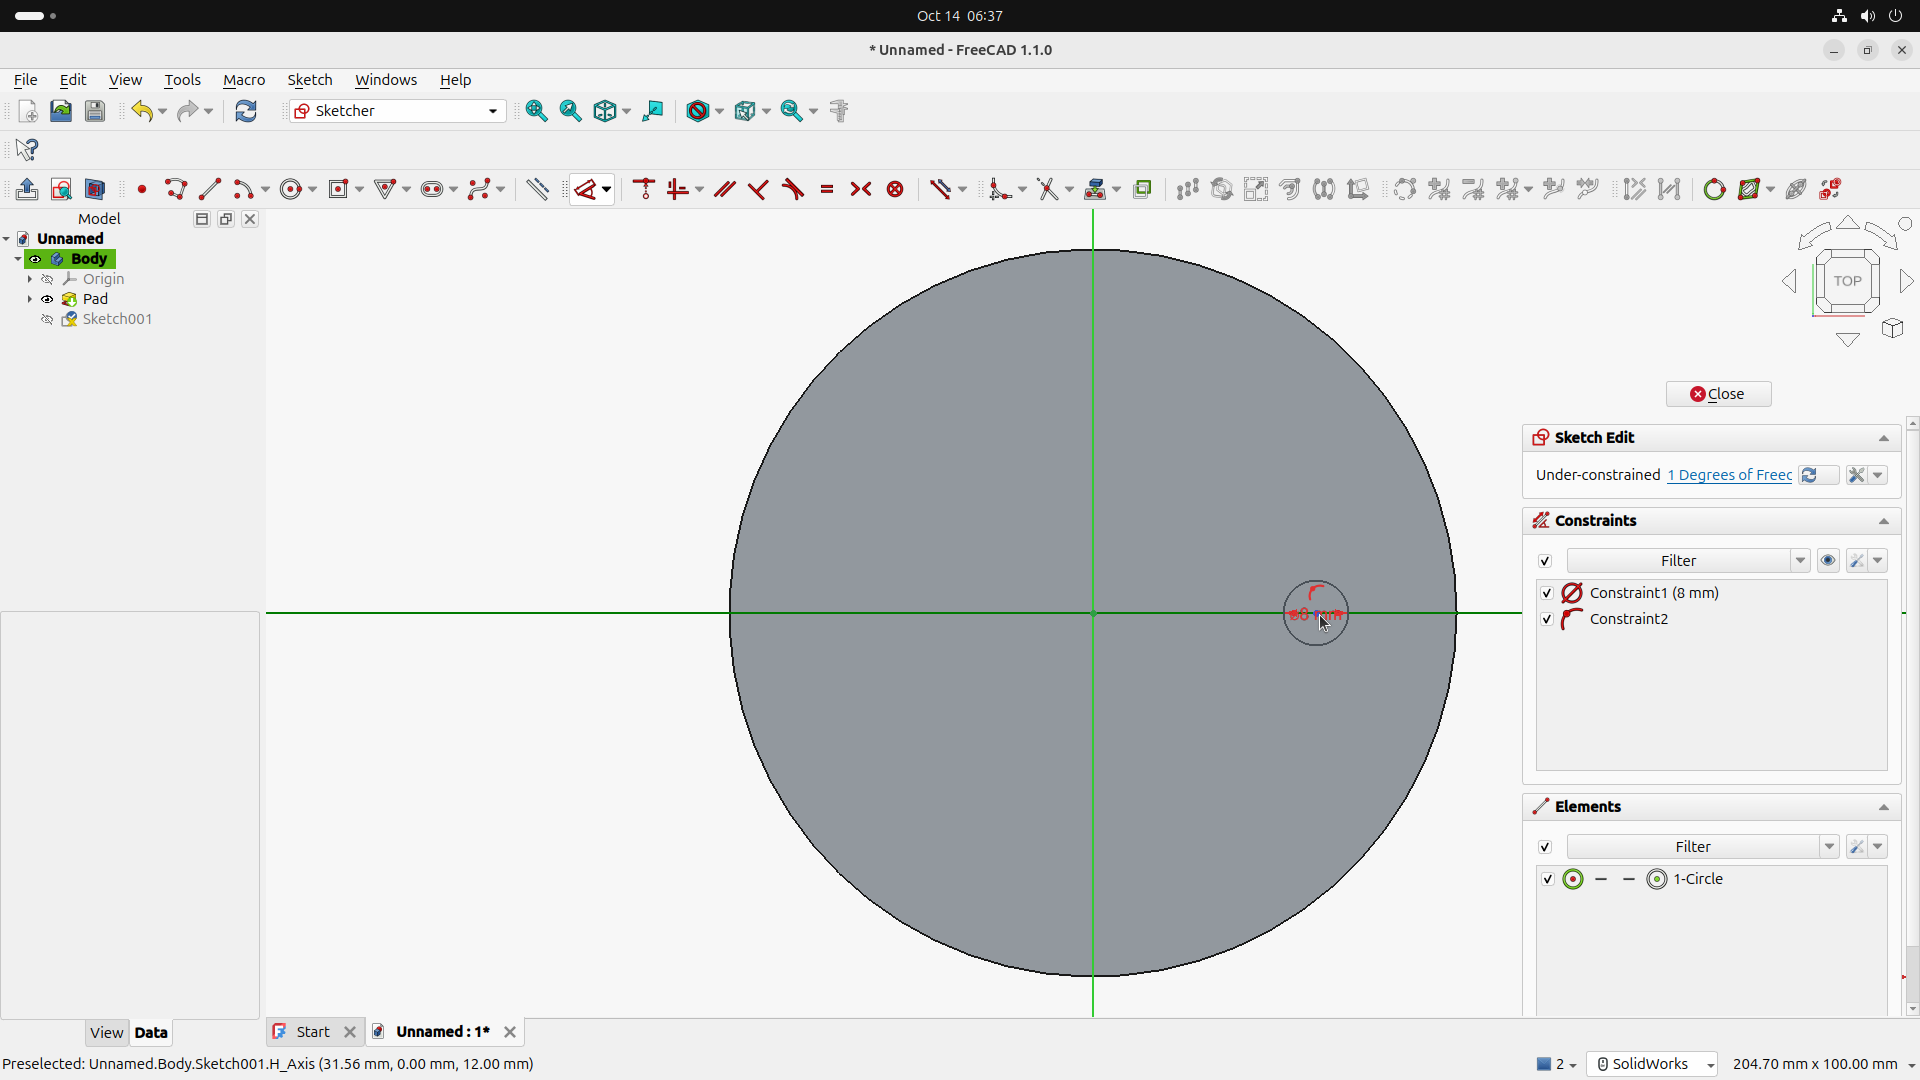 Oct 14 06:37
* Unnamed - FreeCAD 1.1.0
File Edit View Tools Macro Sketch Windows Help
Sketcher
Model
Unnamed
Body
Origin
Pad
Sketch001
TOP
Close
Sketch Edit
Under-constrained 1 Degrees of Freec
Constraints
Filter
Constraint1 (8 mm)
Constraint2
Elements
Filter
1-Circle
View Data
Start
Unnamed : 1*
Preselected: Unnamed.Body.Sketch001.H_Axis (31.56 mm, 0.00 mm, 12.00 mm)
2
SolidWorks
204.70 mm x 100.00 mm